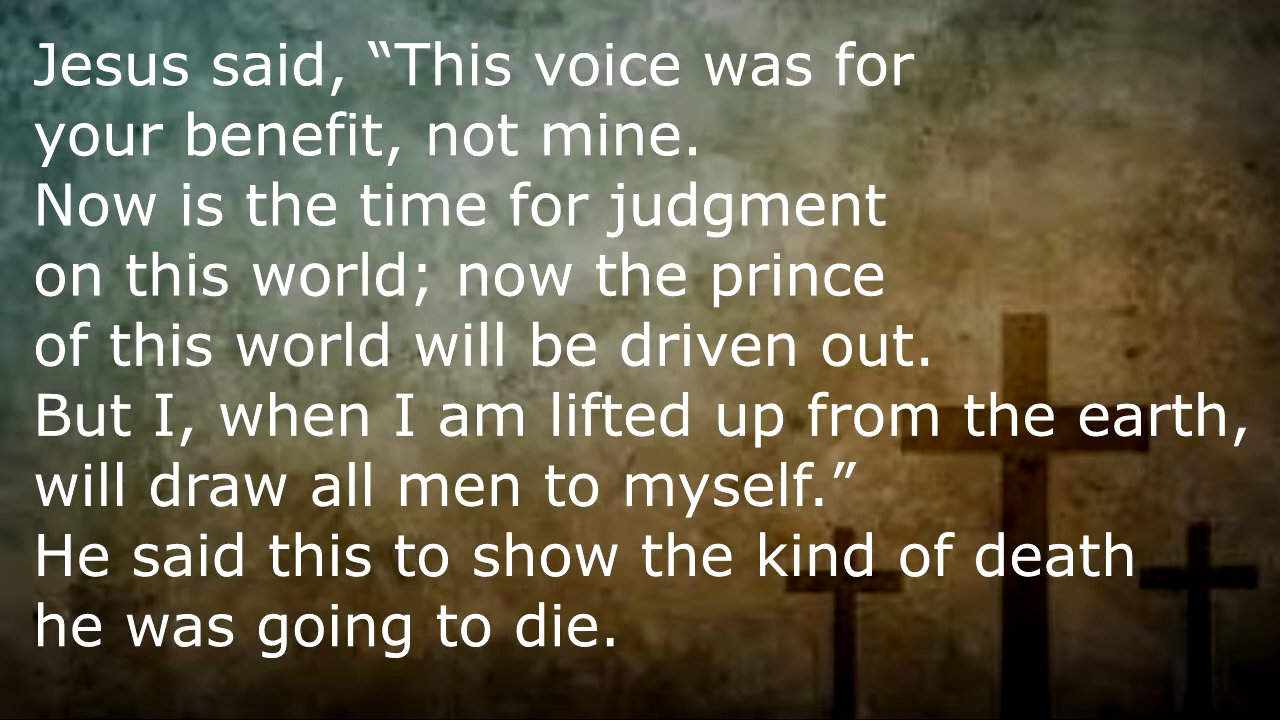 Jesus said, “This voice was for
your benefit, not mine.
Now is the time for judgment
on this world; now the prince
of this world will be driven out.
But I, when I am lifted up from the earth,
will draw all men to myself.”
He said this to show the kind of death
he was going to die.